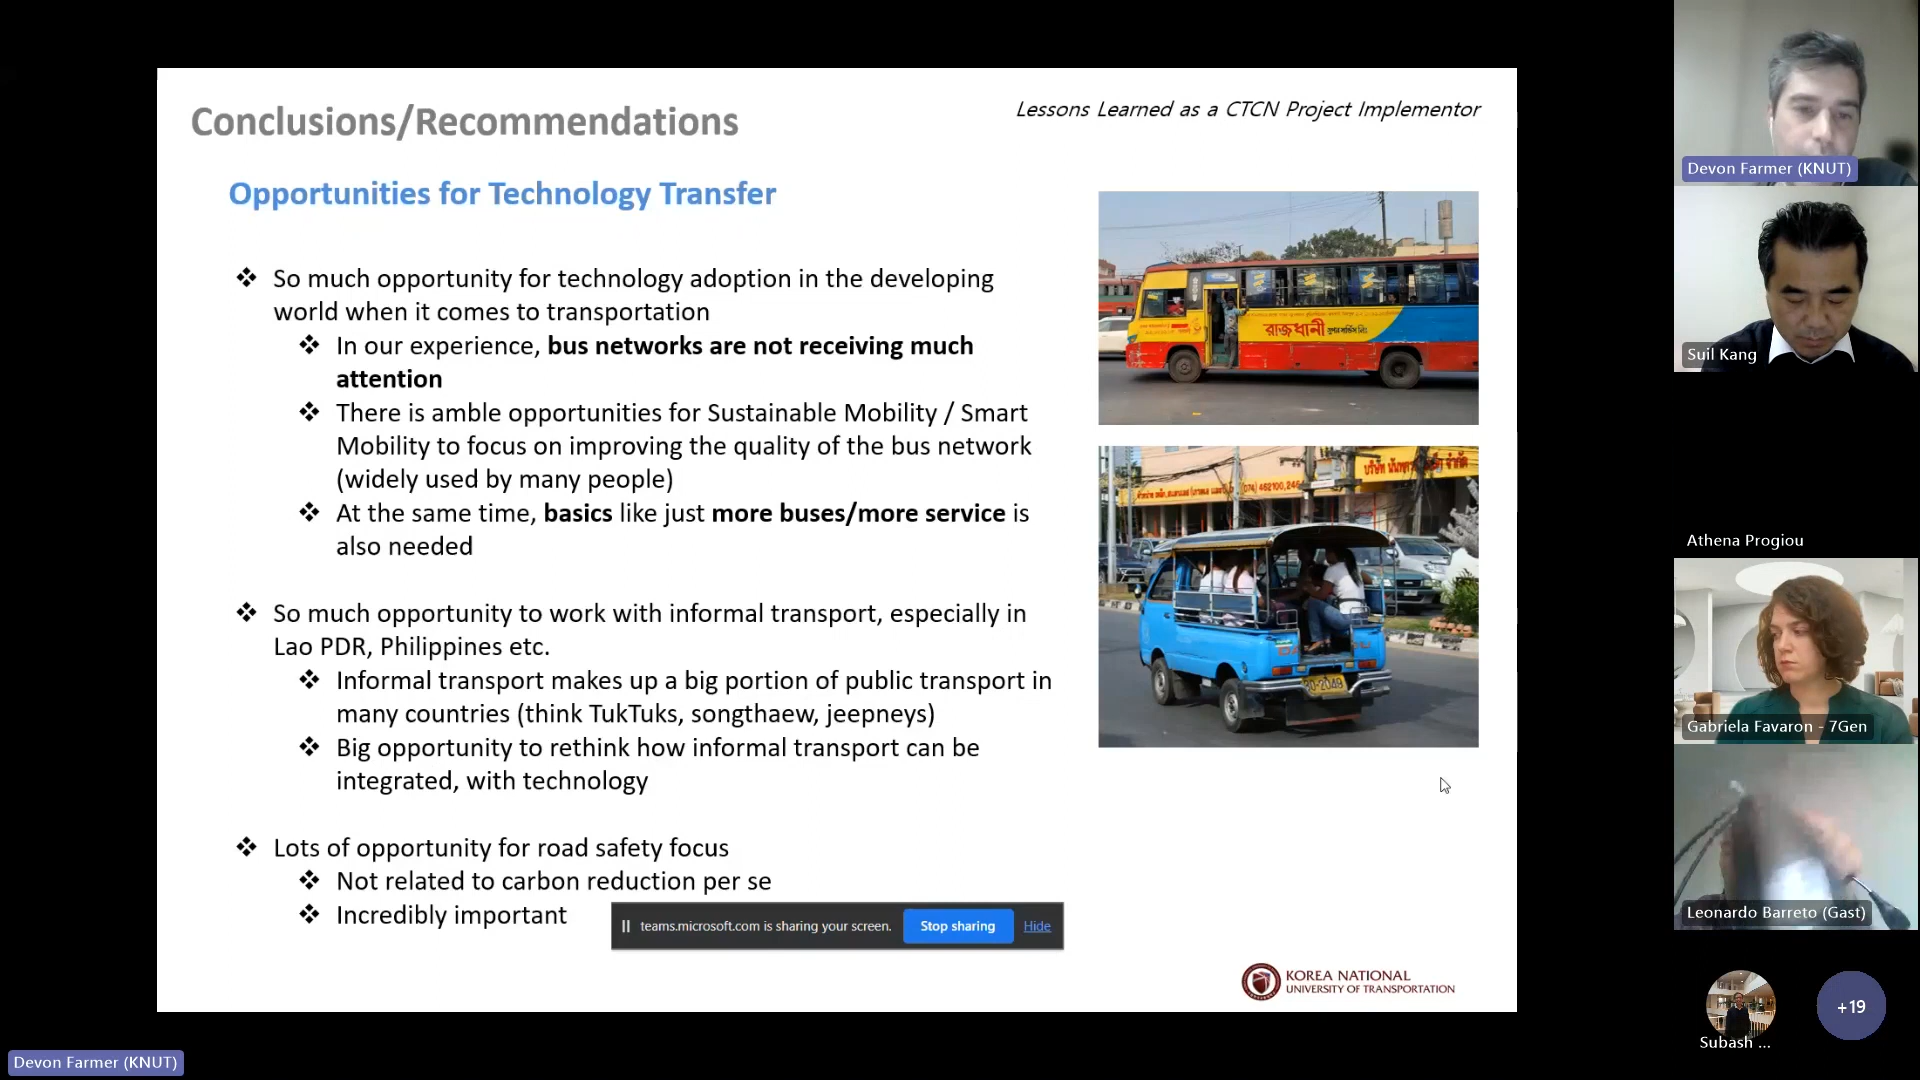 Conclusions/Recommendations
Lessons Learned as a CTCN Project Implementor
Opportunities for Technology Transfer
❖ So much opportunity for technology adoption in the developing
world when it comes to transportation
❖ In our experience, bus networks are not receiving much
attention
❖ There is amble opportunities for Sustainable Mobility / Smart
Mobility to focus on improving the quality of the bus network
(widely used by many people)
❖ At the same time, basics like just more buses/more service is
also needed
❖ So much opportunity to work with informal transport, especially in
Lao PDR, Philippines etc.
❖ Informal transport makes up a big portion of public transport in
many countries (think TukTuks, songthaew, jeepneys)
❖ Big opportunity to rethink how informal transport can be
integrated, with technology
❖ Lots of opportunity for road safety focus
❖ Not related to carbon reduction per se
❖ Incredibly important
রাজধানী
teams.microsoft.com is sharing your screen.
Stop sharing
Hide
KOREA NATIONAL
UNIVERSITY OF TRANSPORTATION
Devon Farmer (KNUT)
Suil Kang
Athena Progiou
Gabriela Favaron - 7Gen
Leonardo Barreto (Gast)
Subash ...
+19
Devon Farmer (KNUT)